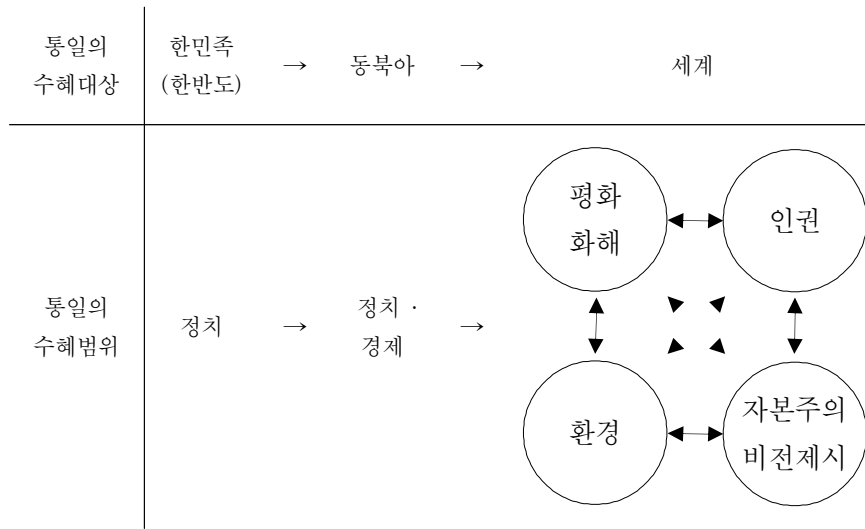 통일의
수혜대상
한민족
(한반도)
→
동북아
→
세계
통일의
수혜범위
정치
→
정치 ·
경제
→
평화
화해
인권
환경
자본주의
비전제시